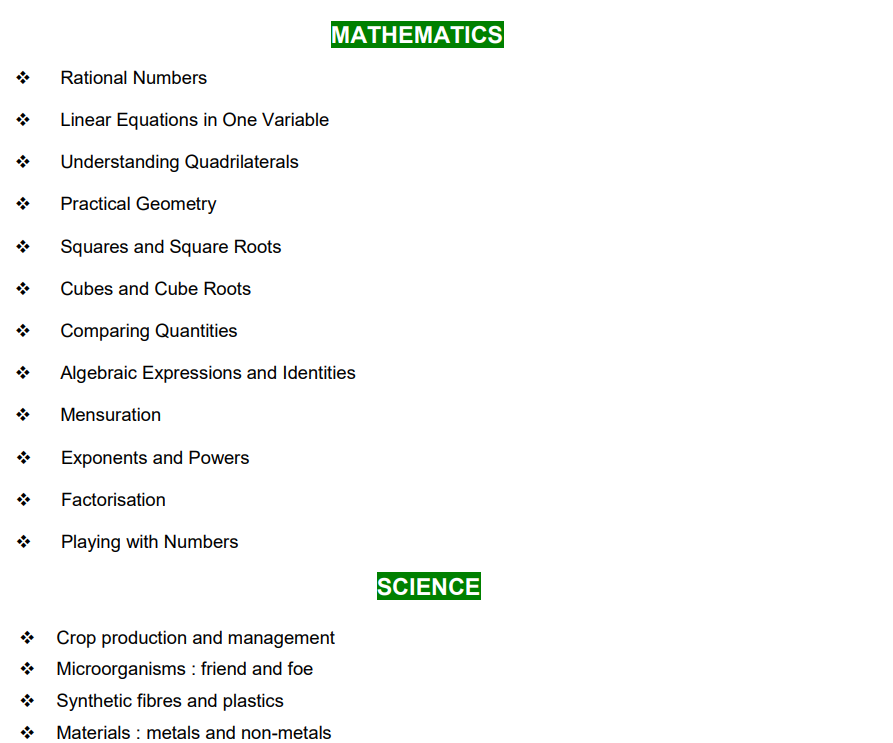 MATHEMATICS
❖ Rational Numbers
❖ Linear Equations in One Variable
❖ Understanding Quadrilaterals
❖ Practical Geometry
❖ Squares and Square Roots
❖ Cubes and Cube Roots
❖ Comparing Quantities
❖ Algebraic Expressions and Identities
❖ Mensuration
❖ Exponents and Powers
❖ Factorisation
❖ Playing with Numbers
SCIENCE
❖ Crop production and management
❖ Microorganisms : friend and foe
❖ Synthetic fibres and plastics
❖ Materials : metals and non-metals